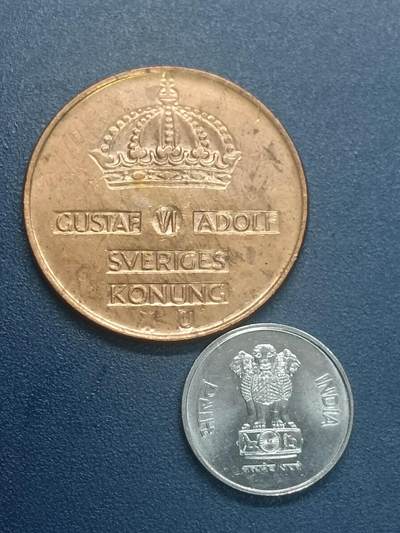 GUSTAF VI ADOLF
SVERIGES
KONUNG
U
भारत
INDIA
सत्यमेव जयते